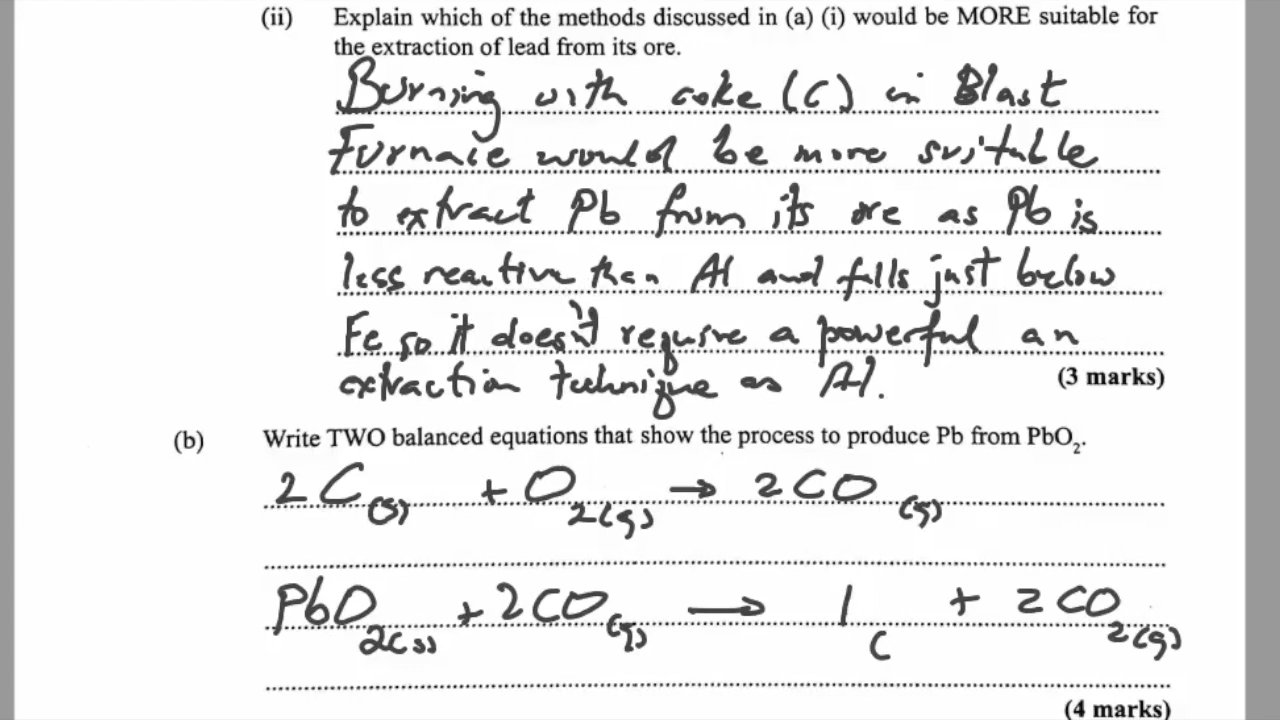 (ii) Explain which of the methods discussed in (a) (i) would be MORE suitable for
the extraction of lead from its ore.
Burning with coke (C) in Blast
Furnace would be more suitable
to extract Pb from its ore as Pb is
less reactive than Al and falls just below
Fe so it doesn't require a powerful an
extraction technique as Al.
(3 marks)
(b) Write TWO balanced equations that show the process to produce Pb from PbO₂.
2C(s) + O₂(g) → 2CO(g)
PbO₂(s) + 2CO(g) → l ( + 2CO₂(g)
(4 marks)